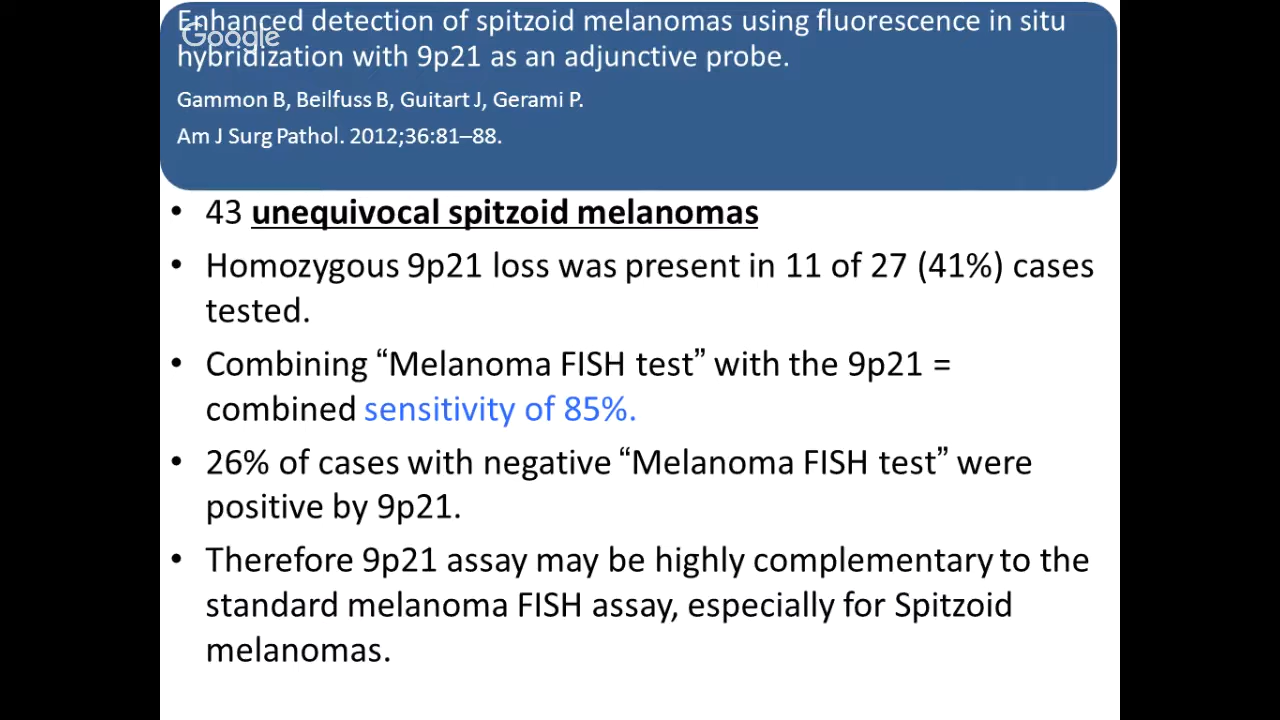 Enhanced detection of spitzoid melanomas using fluorescence in situ
Google
hybridization with 9p21 as an adjunctive probe.
Gammon B, Beilfuss B, Guitart J, Gerami P.
Am J Surg Pathol. 2012;36:81–88.
• 43 unequivocal spitzoid melanomas
• Homozygous 9p21 loss was present in 11 of 27 (41%) cases
tested.
• Combining “Melanoma FISH test” with the 9p21 =
combined sensitivity of 85%.
• 26% of cases with negative “Melanoma FISH test” were
positive by 9p21.
• Therefore 9p21 assay may be highly complementary to the
standard melanoma FISH assay, especially for Spitzoid
melanomas.